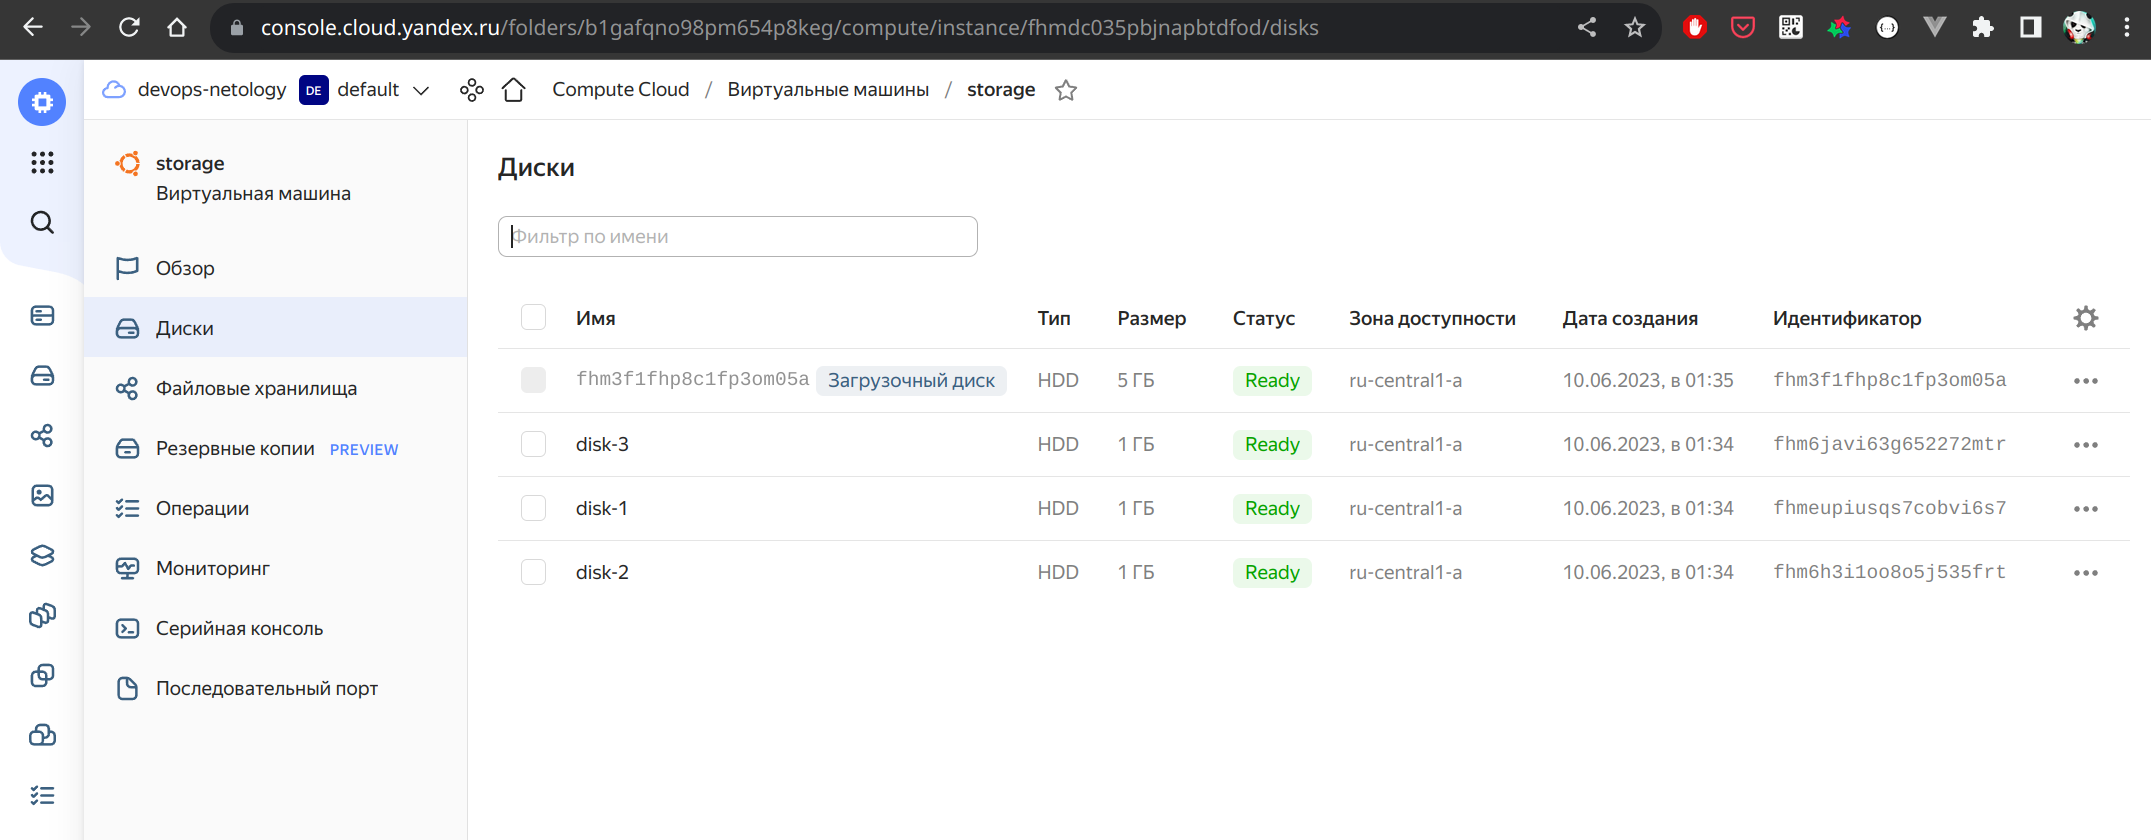 console.cloud.yandex.ru/folders/b1gafqno98pm654p8keg/compute/instance/fhmdc035pbjnapbtdfod/disks
devops-netology DE default Compute Cloud / Виртуальные машины / storage
storage
Виртуальная машина
Обзор
Диски
Файловые хранилища
Резервные копии PREVIEW
Операции
Мониторинг
Серийная консоль
Последовательный порт
Диски
Фильтр по имени
Имя Тип Размер Статус Зона доступности Дата создания Идентификатор
fhm3f1fhp8c1fp3om05a Загрузочный диск HDD 5 ГБ Ready ru-central1-a 10.06.2023, в 01:35 fhm3f1fhp8c1fp3om05a
disk-3 HDD 1 ГБ Ready ru-central1-a 10.06.2023, в 01:34 fhm6javi63g652272mtr
disk-1 HDD 1 ГБ Ready ru-central1-a 10.06.2023, в 01:34 fhmeupiusqs7cobvi6s7
disk-2 HDD 1 ГБ Ready ru-central1-a 10.06.2023, в 01:34 fhm6h3i1oo8o5j535frt